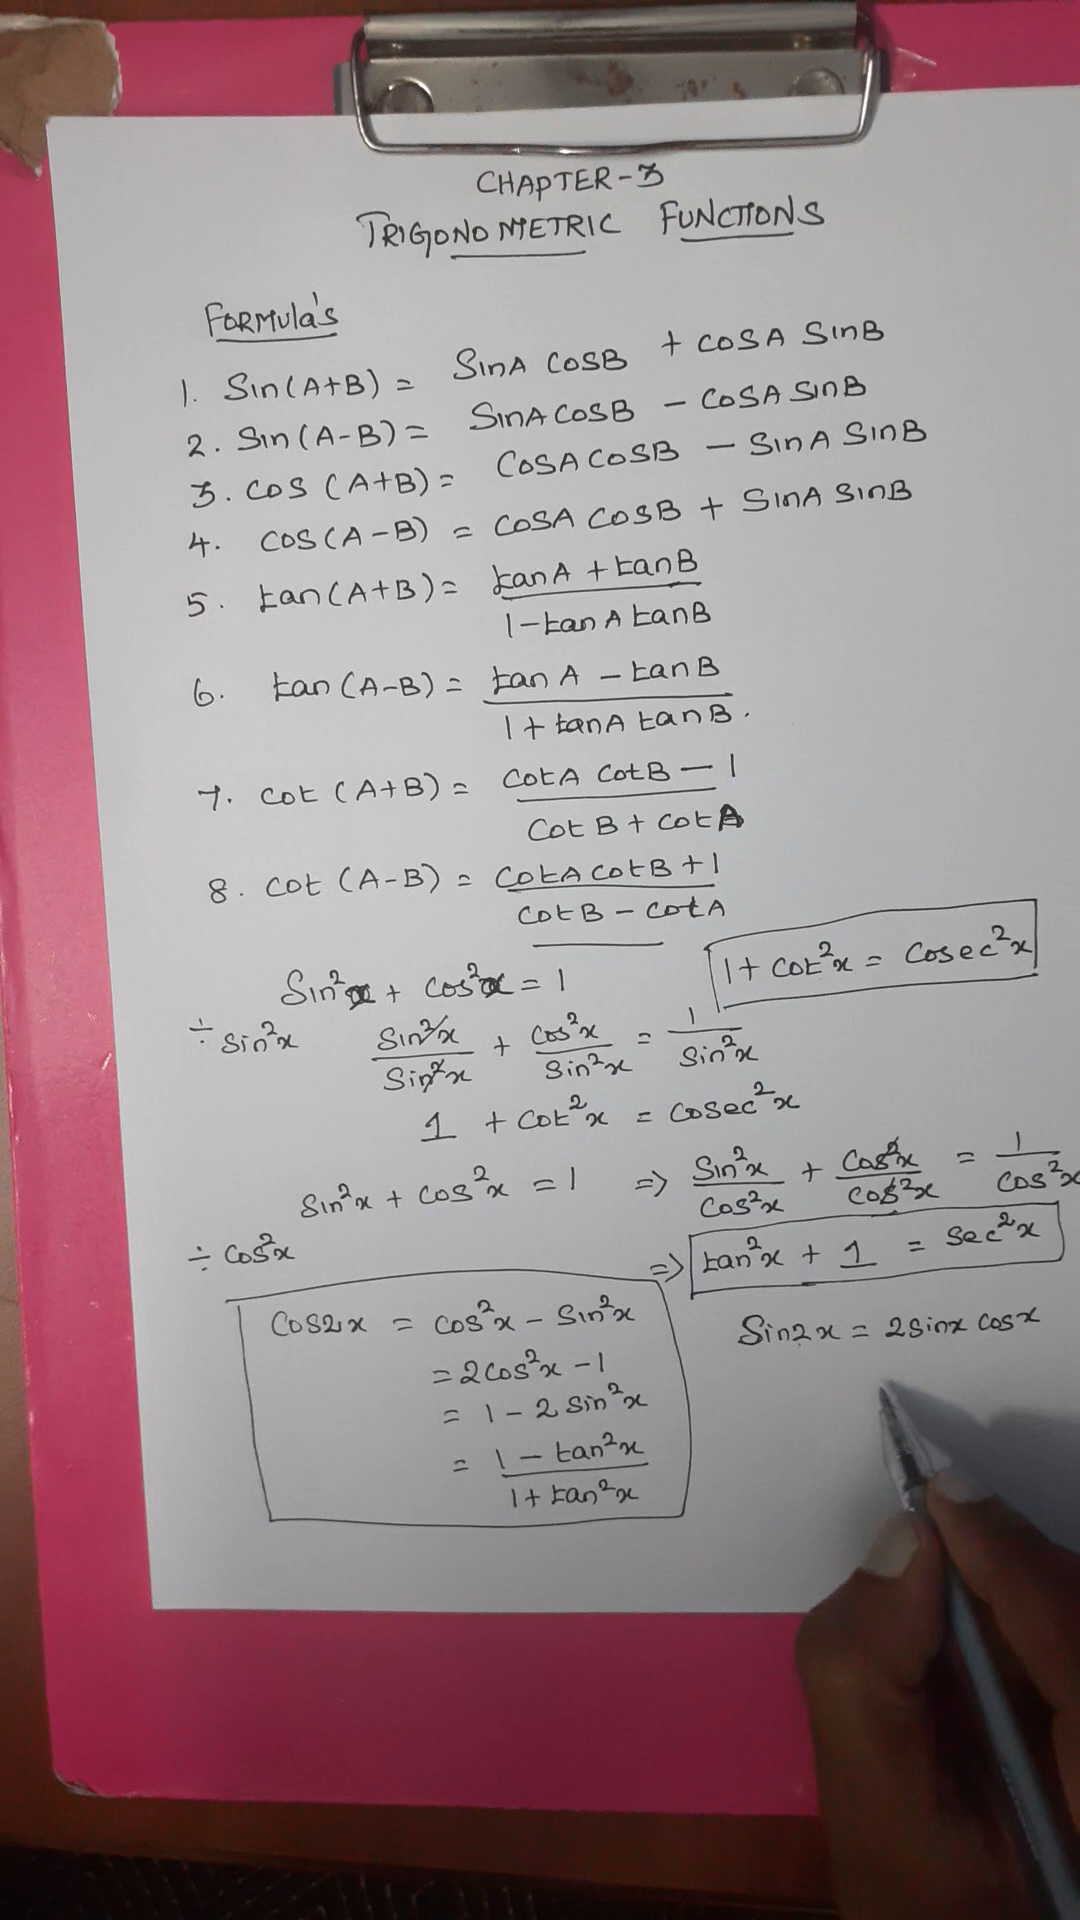 CHAPTER-3
TRIGONOMETRIC FUNCTIONS
FORMula's
1. Sin(A+B) = SinA COSB + COSA SinB
2. Sin(A-B) = SinA COSB - COSA SinB
3. COS (A+B) = COSA COSB - SinA SinB
4. COS(A-B) = COSA COSB + SinA SinB
5. tan(A+B) = tanA + tanB
1-tanA tanB
6. tan (A-B) = tan A - tan B
1 + tanA tanB.
7. cot (A+B) = cotA cotB - 1
cotB + cotA
8. cot (A-B) = cotA cotB + 1
cotB - cotA
1 + cot²x = cosec²x
Sin²x + cos²x = 1
÷ sin²x Sin²x/Sin²x + cos²x/Sin²x = 1/Sin²x
1 + cot²x = cosec²x
Sin²x + cos²x = 1 => Sin²x/Cos²x + Cos²x/cos²x = 1/cos²x
÷ cos²x => tan²x + 1 = sec²x
Cos2x = cos²x - Sin²x
= 2cos²x - 1
= 1 - 2 sin²x
= 1 - tan²x
1 + tan²x
Sin2x = 2sinx cosx